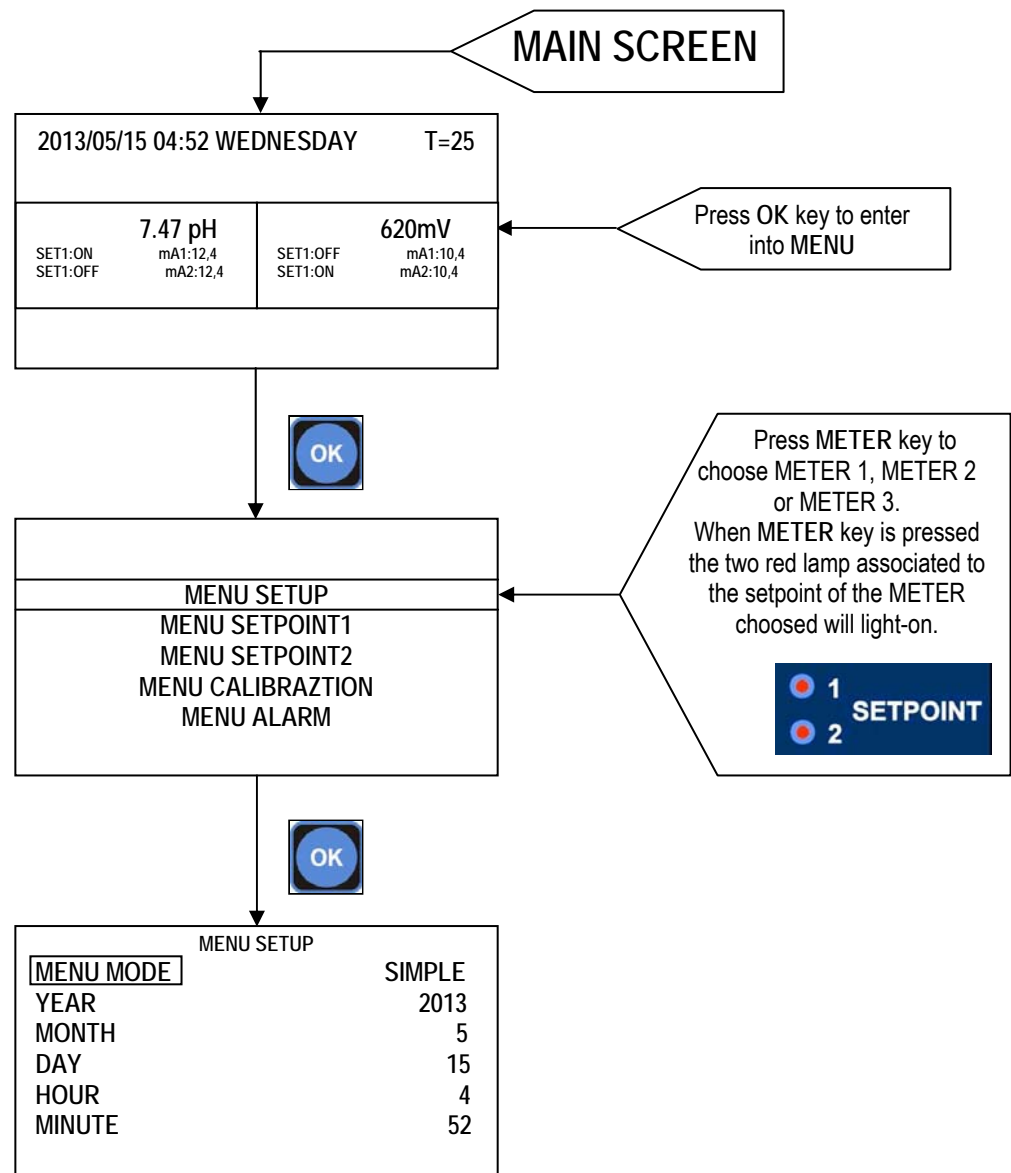 MAIN SCREEN
2013/05/15 04:52 WEDNESDAY T=25
7.47 pH
SET1:ON mA1:12,4
SET1:OFF mA2:12,4
620mV
SET1:OFF mA1:10,4
SET1:ON mA2:10,4
Press OK key to enter
into MENU
OK
Press METER key to
choose METER 1, METER 2
or METER 3.
When METER key is pressed
the two red lamp associated to
the setpoint of the METER
choosed will light-on.
1
SETPOINT
2
MENU SETUP
MENU SETPOINT1
MENU SETPOINT2
MENU CALIBRAZTION
MENU ALARM
OK
MENU SETUP
MENU MODE SIMPLE
YEAR 2013
MONTH 5
DAY 15
HOUR 4
MINUTE 52